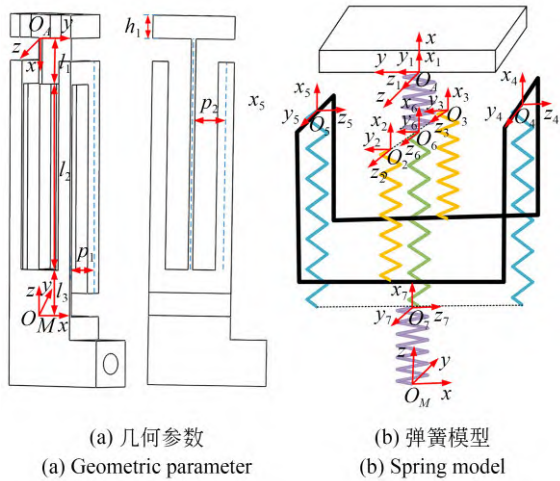 O_A y
z
x
l_1
h_1
l_2
p_2
x_5
p_1
z y l_3
O M x
x
y y_1 x_1
z_1 O_1
z
x_5
y_5 O_5 z_5
x_6 y_3 x_3
x_2 y_6 z_3 O_3
y_2 O_6
O_2 z_6
z_2
x_4
y_4 O_4 z_4
x_7
y_7 O_7 z_7
z y
O_M x
(a) 几何参数
(a) Geometric parameter
(b) 弹簧模型
(b) Spring model